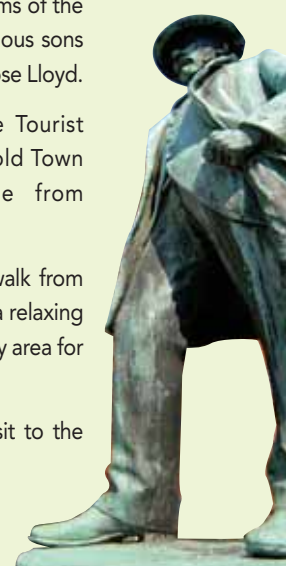 ms of the
ous sons
ose Lloyd.
e Tourist
old Town
e from
walk from
a relaxing
y area for
sit to the